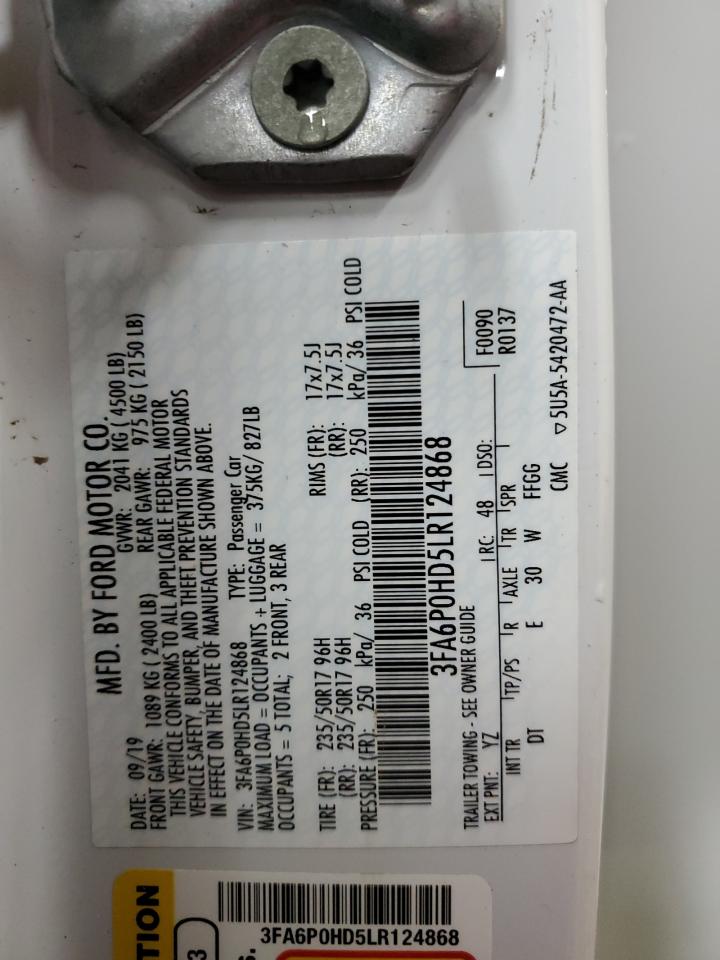 MFD. BY FORD MOTOR CO.
DATE: 09/19 GVWR: 2041 KG ( 4500 LB)
FRONT GAWR: 1089 KG ( 2400 LB) REAR GAWR: 975 KG ( 2150 LB)
THIS VEHICLE CONFORMS TO ALL APPLICABLE FEDERAL MOTOR
VEHICLE SAFETY, BUMPER, AND THEFT PREVENTION STANDARDS
IN EFFECT ON THE DATE OF MANUFACTURE SHOWN ABOVE.
VIN: 3FA6P0HD5LR124868 TYPE: Passenger Car
MAXIMUM LOAD = OCCUPANTS + LUGGAGE = 375KG/ 827LB
OCCUPANTS = 5 TOTAL; 2 FRONT, 3 REAR
TIRE (FR): 235/50R17 96H RIMS (FR): 17x7.5J
(RR): 235/50R17 96H (RR): 17x7.5J
PRESSURE (FR): 250 kPa/ 36 PSI COLD (RR): 250 kPa/ 36 PSI COLD
3FA6P0HD5LR124868
TRAILER TOWING - SEE OWNER GUIDE F0090
EXT PNT: YZ RC: 48 DSO: R0137
INT TR TP/PS R AXLE TR SPR
DT E 30 W FFGG
CMC ▽5U5A-5420472-AA
TION
3
s.
3FA6P0HD5LR124868